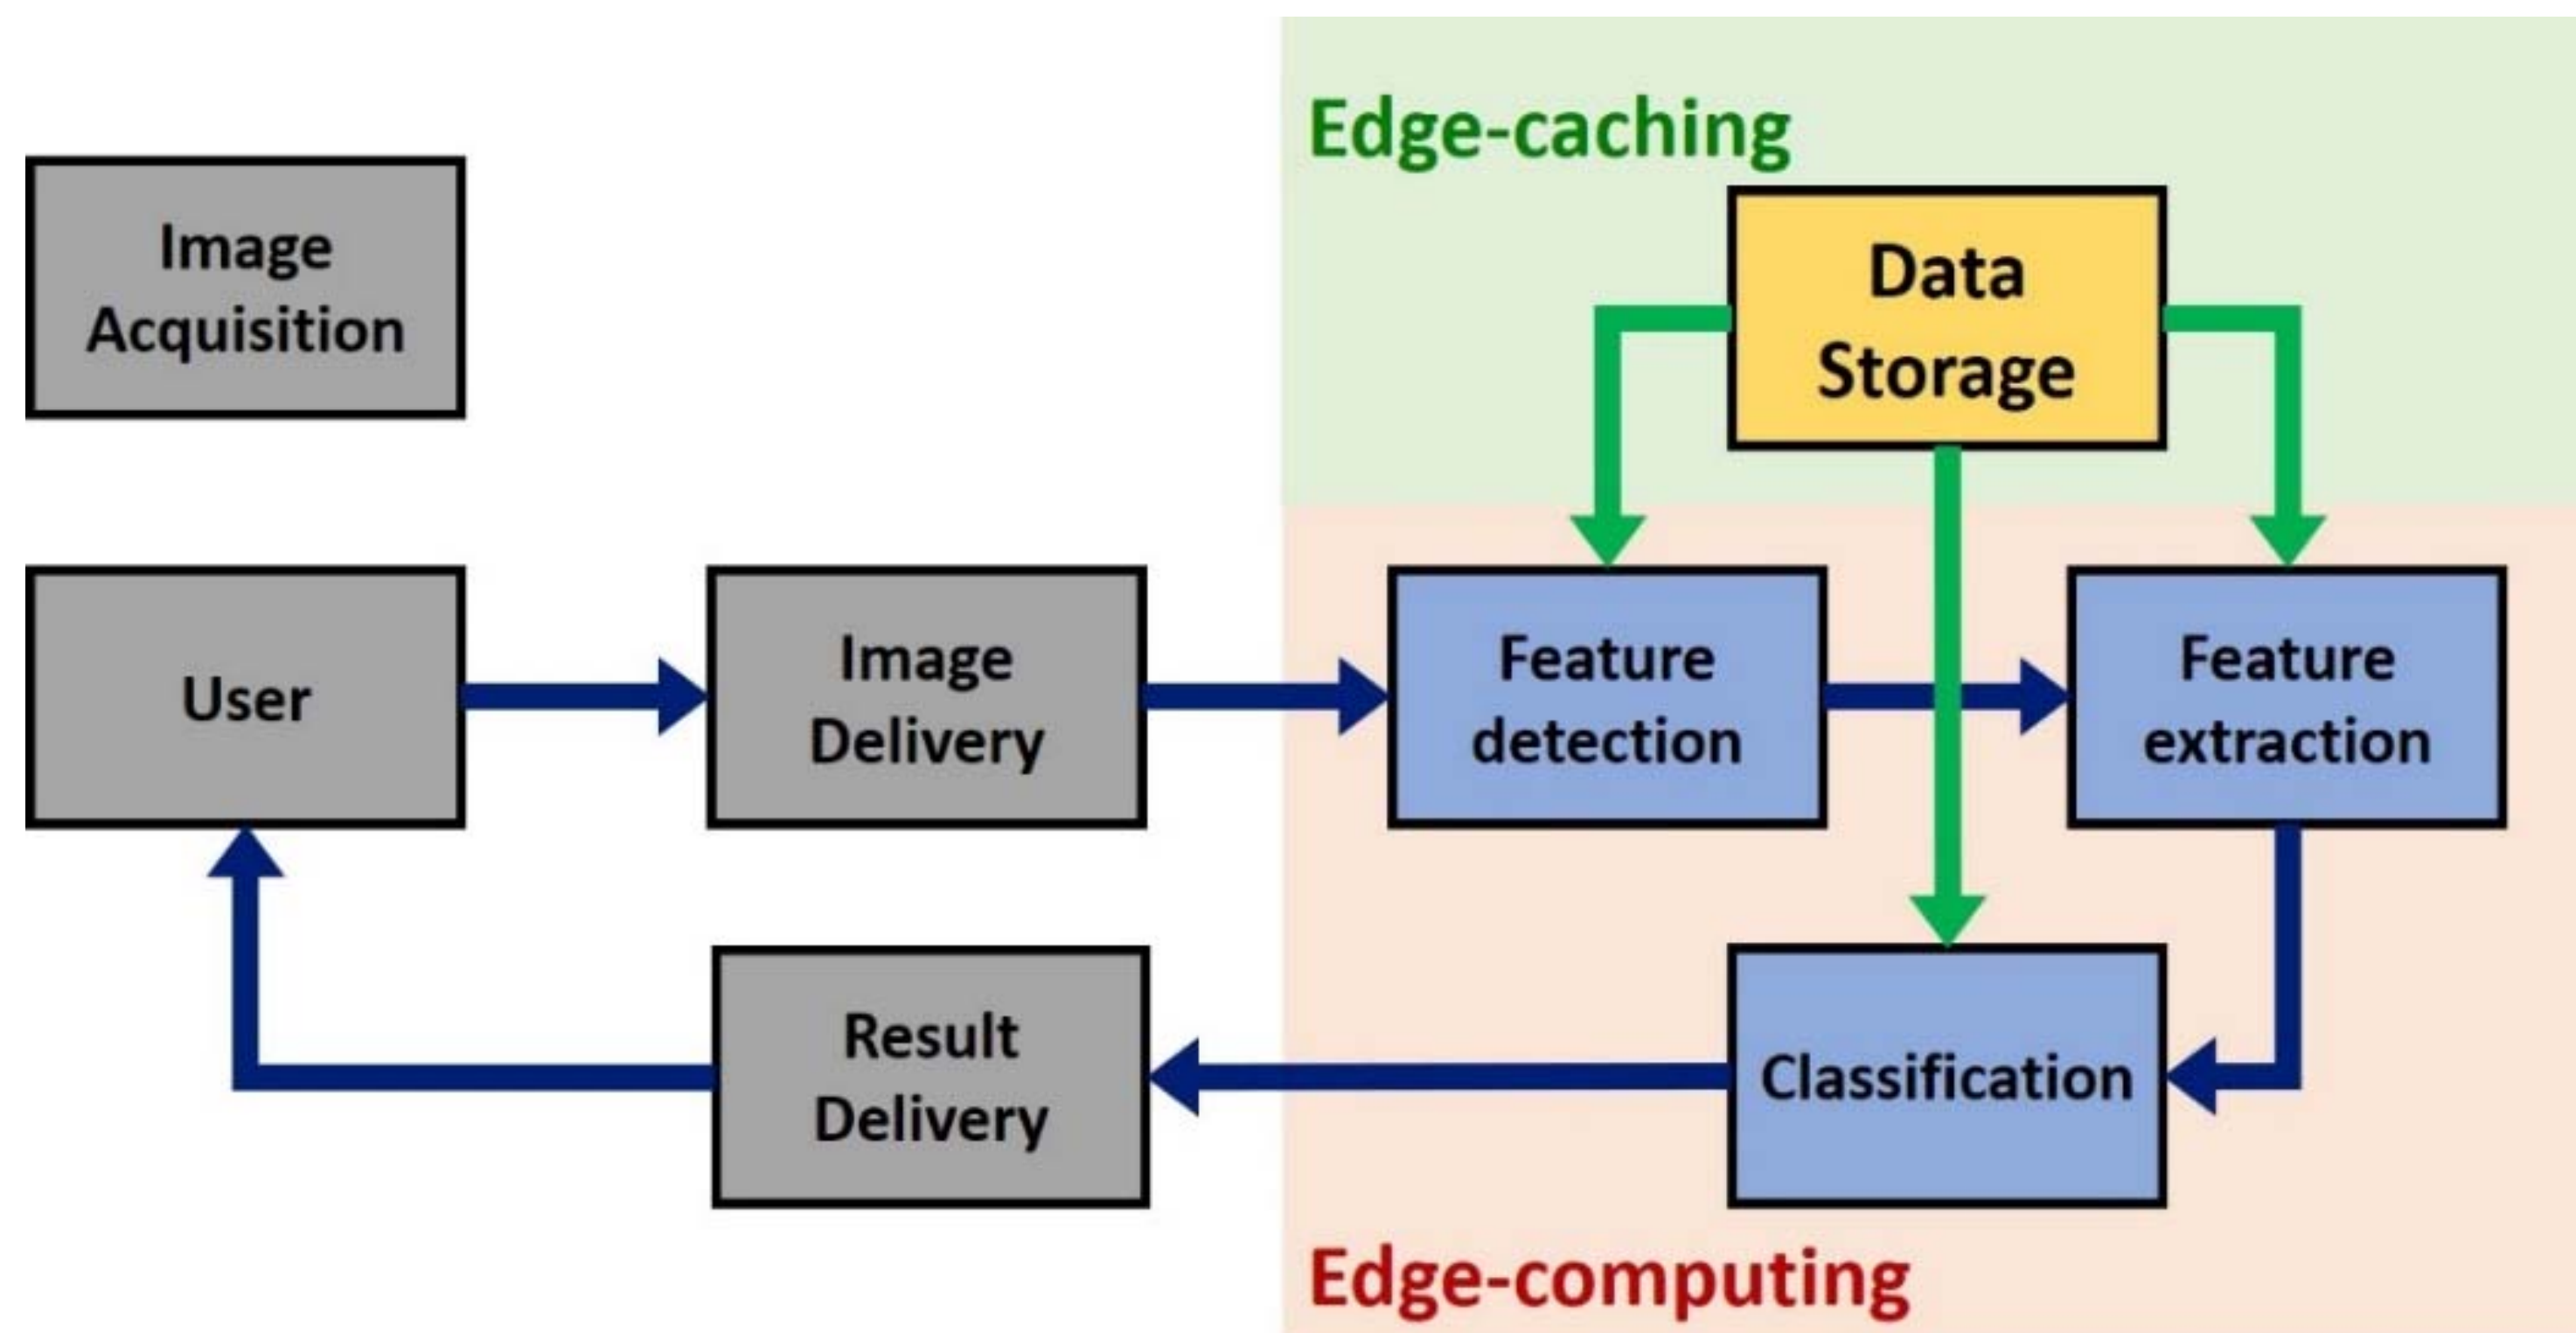 Edge-caching
Image
Acquisition
Data
Storage
User
Image
Delivery
Feature
detection
Feature
extraction
Result
Delivery
Classification
Edge-computing